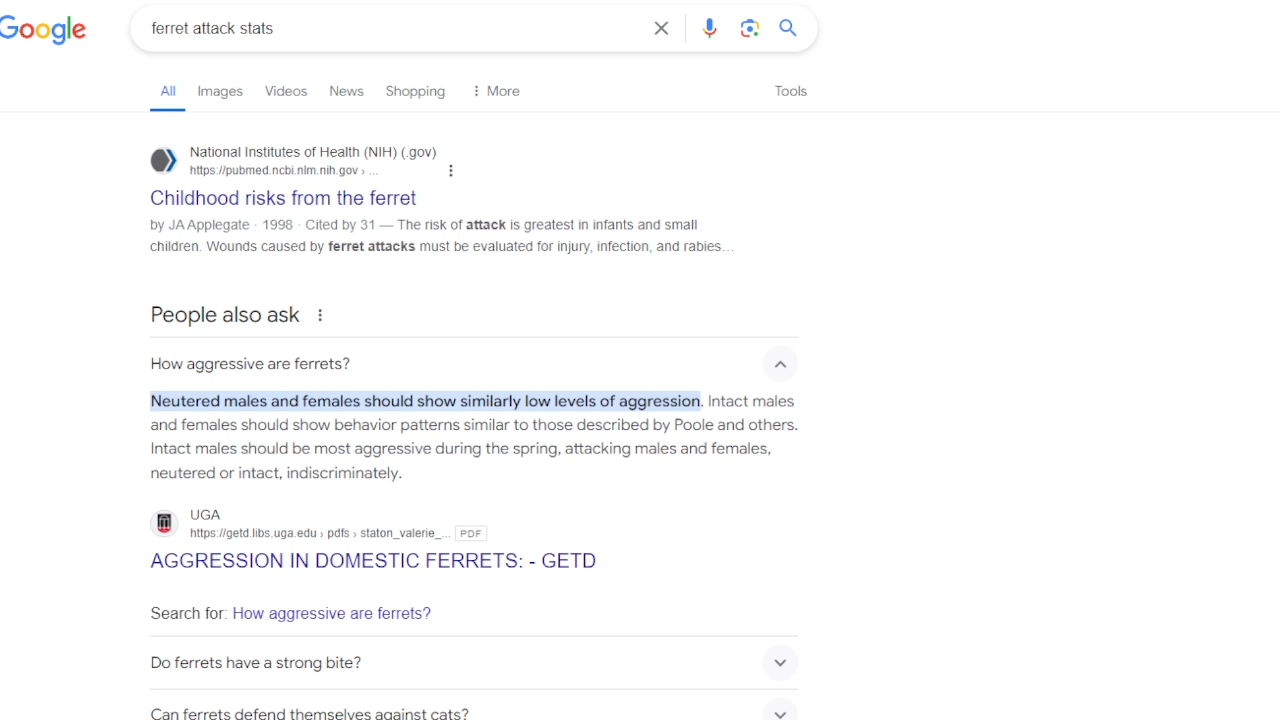 Google
ferret attack stats
All Images Videos News Shopping More Tools
National Institutes of Health (NIH) (.gov)
https://pubmed.ncbi.nlm.nih.gov › ...
Childhood risks from the ferret
by JA Applegate · 1998 · Cited by 31 — The risk of attack is greatest in infants and small
children. Wounds caused by ferret attacks must be evaluated for injury, infection, and rabies...
People also ask
How aggressive are ferrets?
Neutered males and females should show similarly low levels of aggression. Intact males
and females should show behavior patterns similar to those described by Poole and others.
Intact males should be most aggressive during the spring, attacking males and females,
neutered or intact, indiscriminately.
UGA
https://getd.libs.uga.edu › pdfs › staton_valerie_... PDF
AGGRESSION IN DOMESTIC FERRETS: - GETD
Search for: How aggressive are ferrets?
Do ferrets have a strong bite?
Can ferrets defend themselves against cats?